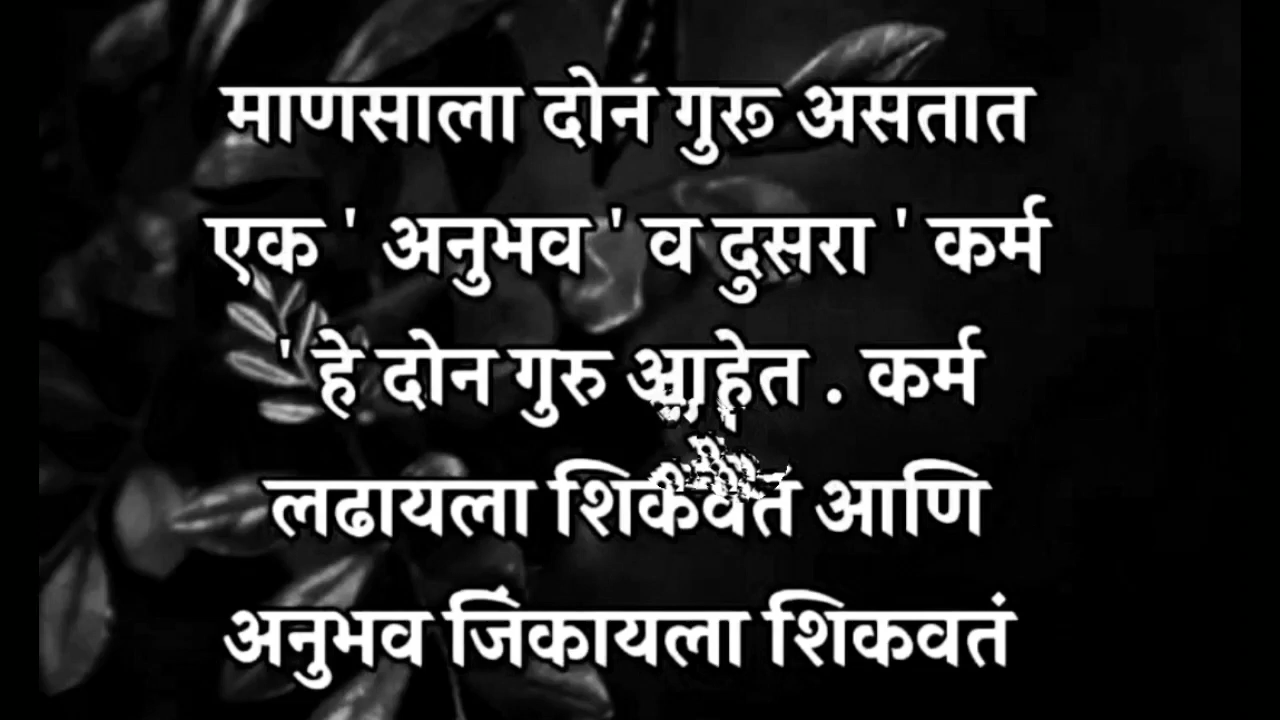 माणसाला दोन गुरू असतात
एक ' अनुभव ' व दुसरा ' कर्म
' हे दोन गुरु आहेत . कर्म
लढायला शिकवतं आणि
अनुभव जिंकायला शिकवतं